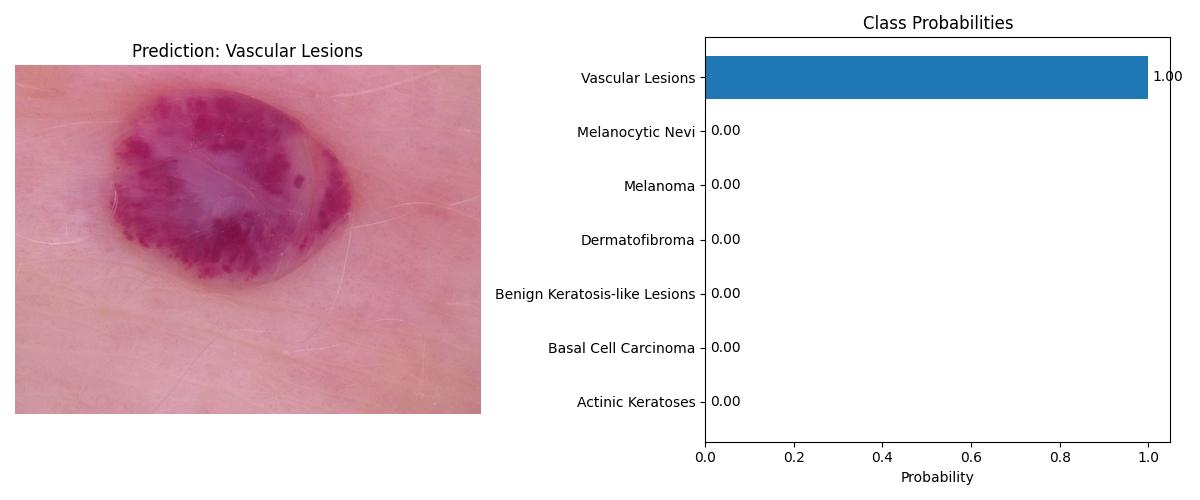 Prediction: Vascular Lesions
Class Probabilities
Vascular Lesions
1.00
Melanocytic Nevi
0.00
Melanoma
0.00
Dermatofibroma
0.00
Benign Keratosis-like Lesions
0.00
Basal Cell Carcinoma
0.00
Actinic Keratoses
0.00
0.0 0.2 0.4 0.6 0.8 1.0
Probability